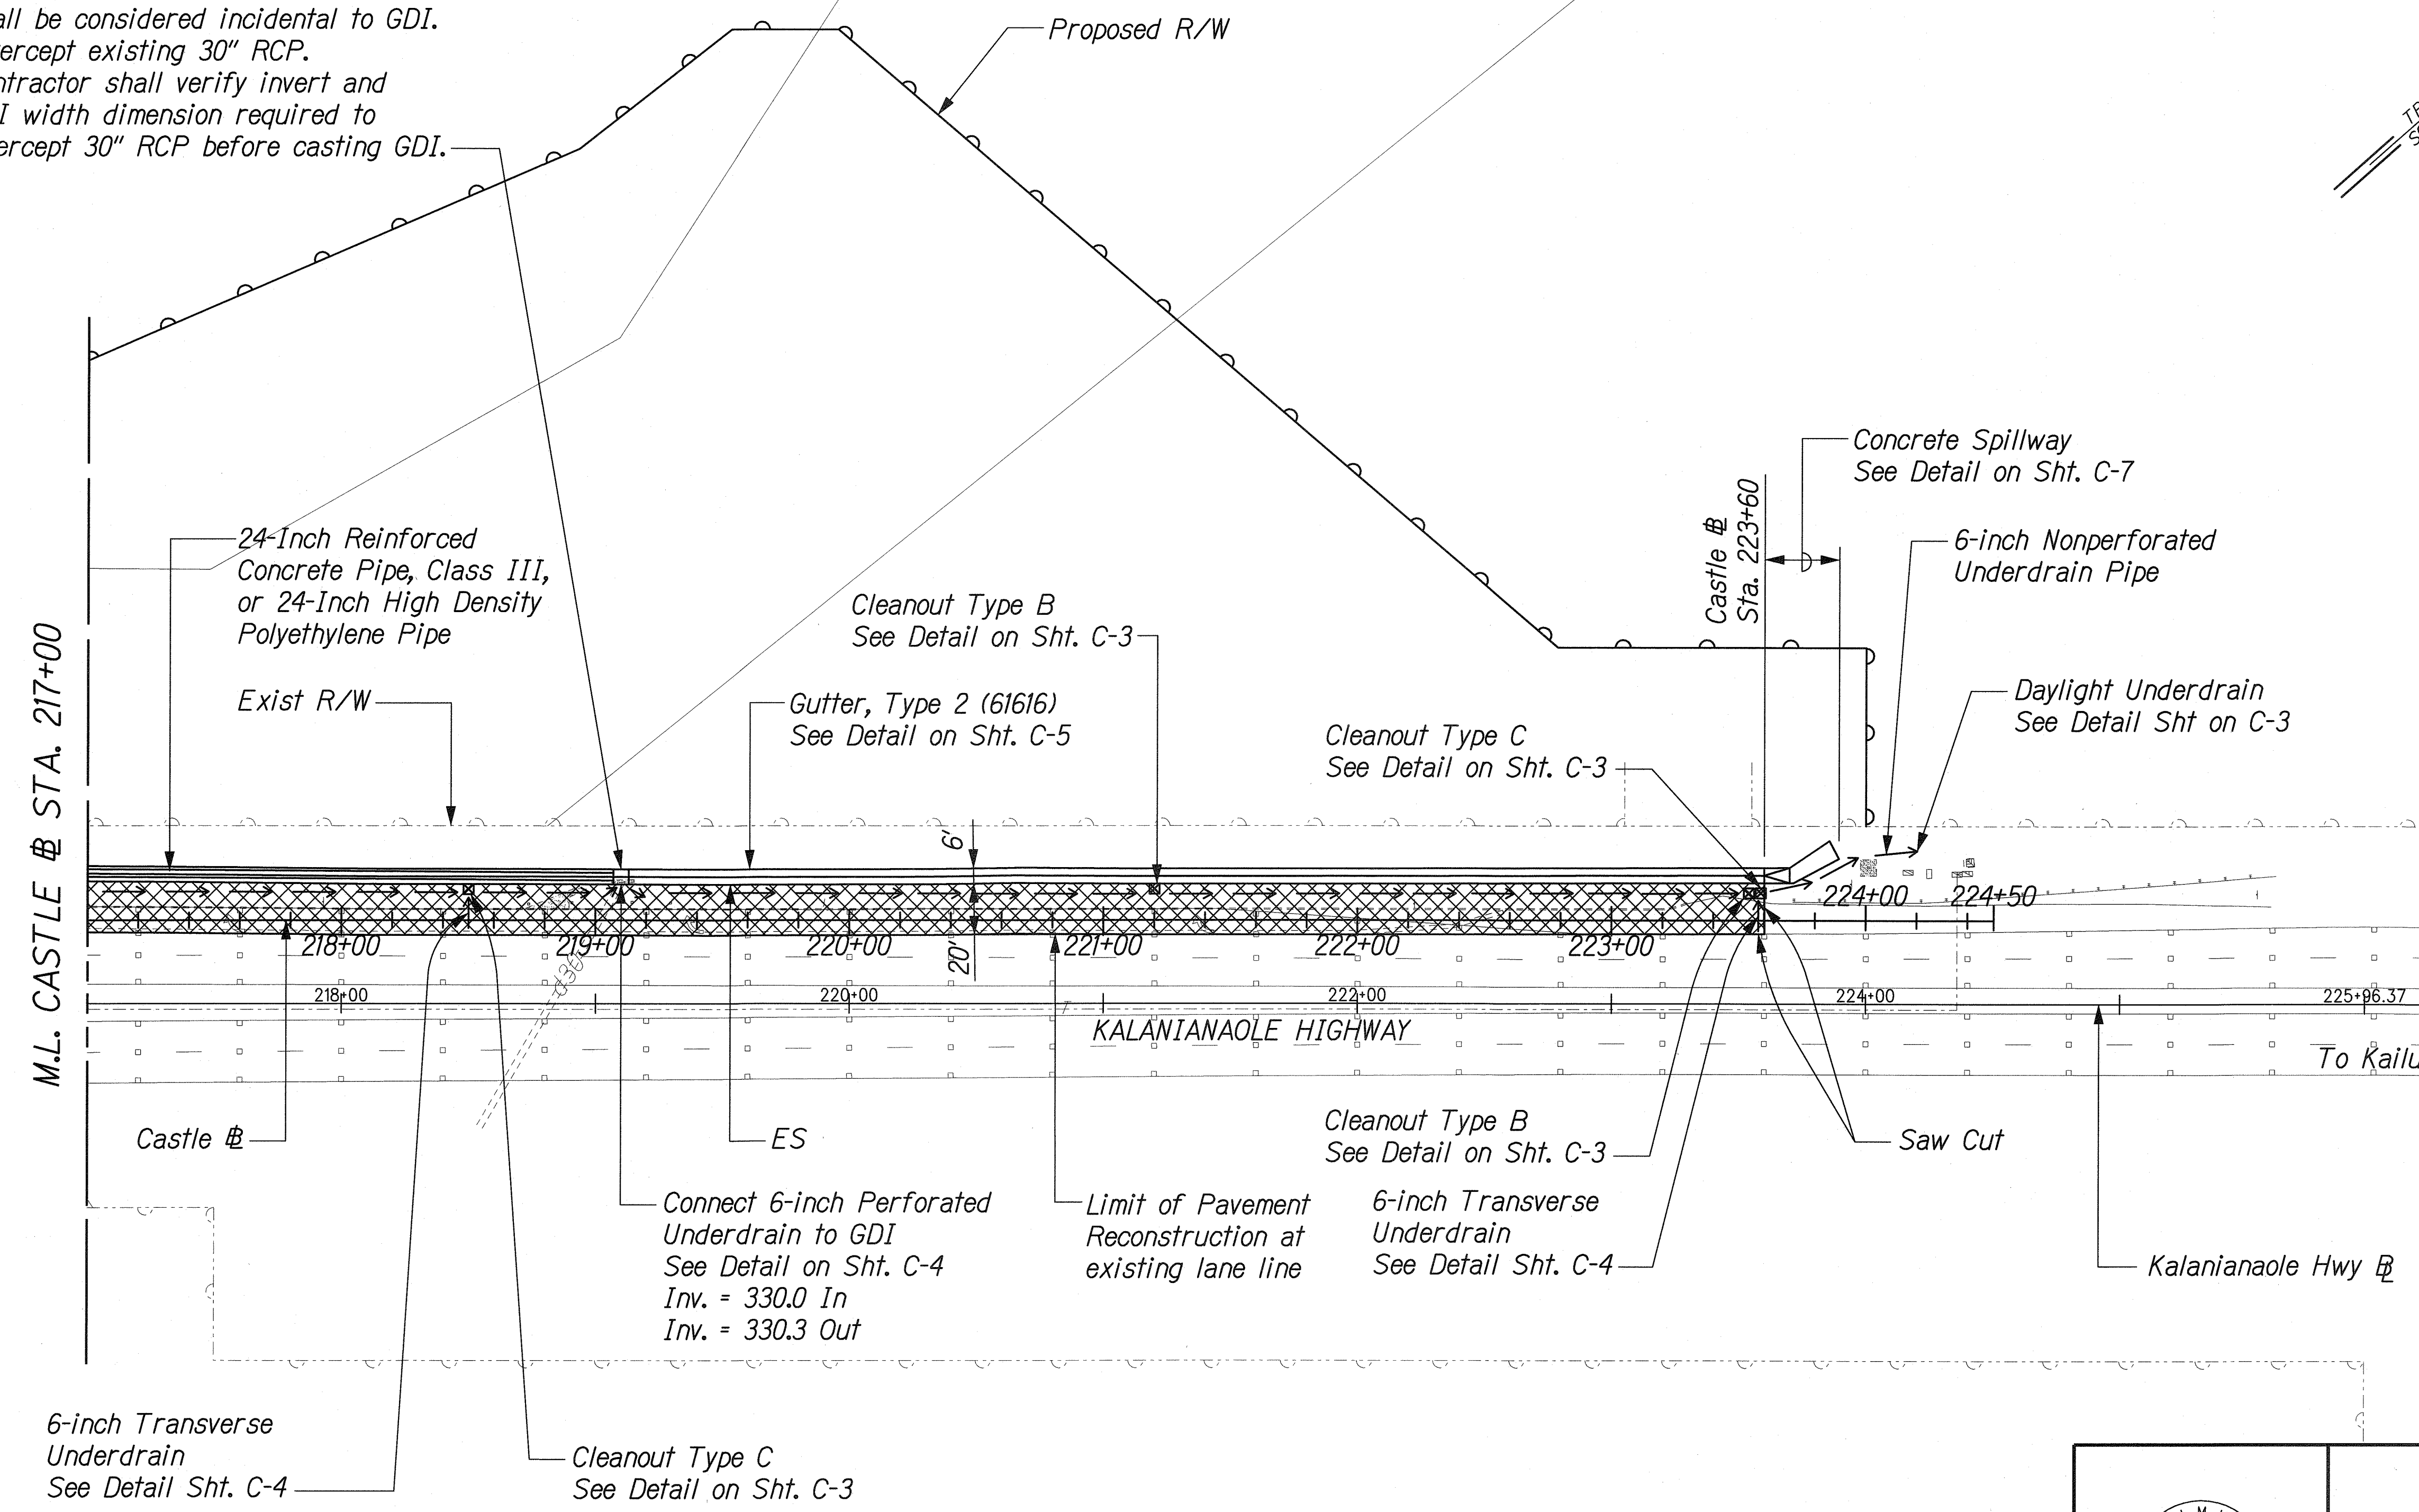 all be considered incidental to GDI.
ercept existing 30" RCP.
ntractor shall verify invert and
I width dimension required to
ercept 30" RCP before casting GDI.
Proposed R/W
Concrete Spillway
See Detail on Sht. C-7
Castle BL
Sta. 223+60
6-inch Nonperforated
Underdrain Pipe
24-Inch Reinforced
Concrete Pipe, Class III,
or 24-Inch High Density
Polyethylene Pipe
Cleanout Type B
See Detail on Sht. C-3
Exist R/W
Gutter, Type 2 (61616)
See Detail on Sht. C-5
Daylight Underdrain
See Detail Sht on C-3
Cleanout Type C
See Detail on Sht. C-3
M.L. CASTLE BL STA. 217+00
6'
20'
218+00
219+00
220+00
221+00
222+00
223+00
224+00
224+50
218+00
220+00
222+00
224+00
225+96.37
KALANIANAOLE HIGHWAY
To Kailu
Castle BL
ES
Cleanout Type B
See Detail on Sht. C-3
Saw Cut
Connect 6-inch Perforated
Underdrain to GDI
See Detail on Sht. C-4
Inv. = 330.0 In
Inv. = 330.3 Out
Limit of Pavement
Reconstruction at
existing lane line
6-inch Transverse
Underdrain
See Detail Sht. C-4
Kalanianaole Hwy BL
6-inch Transverse
Underdrain
See Detail Sht. C-4
Cleanout Type C
See Detail on Sht. C-3